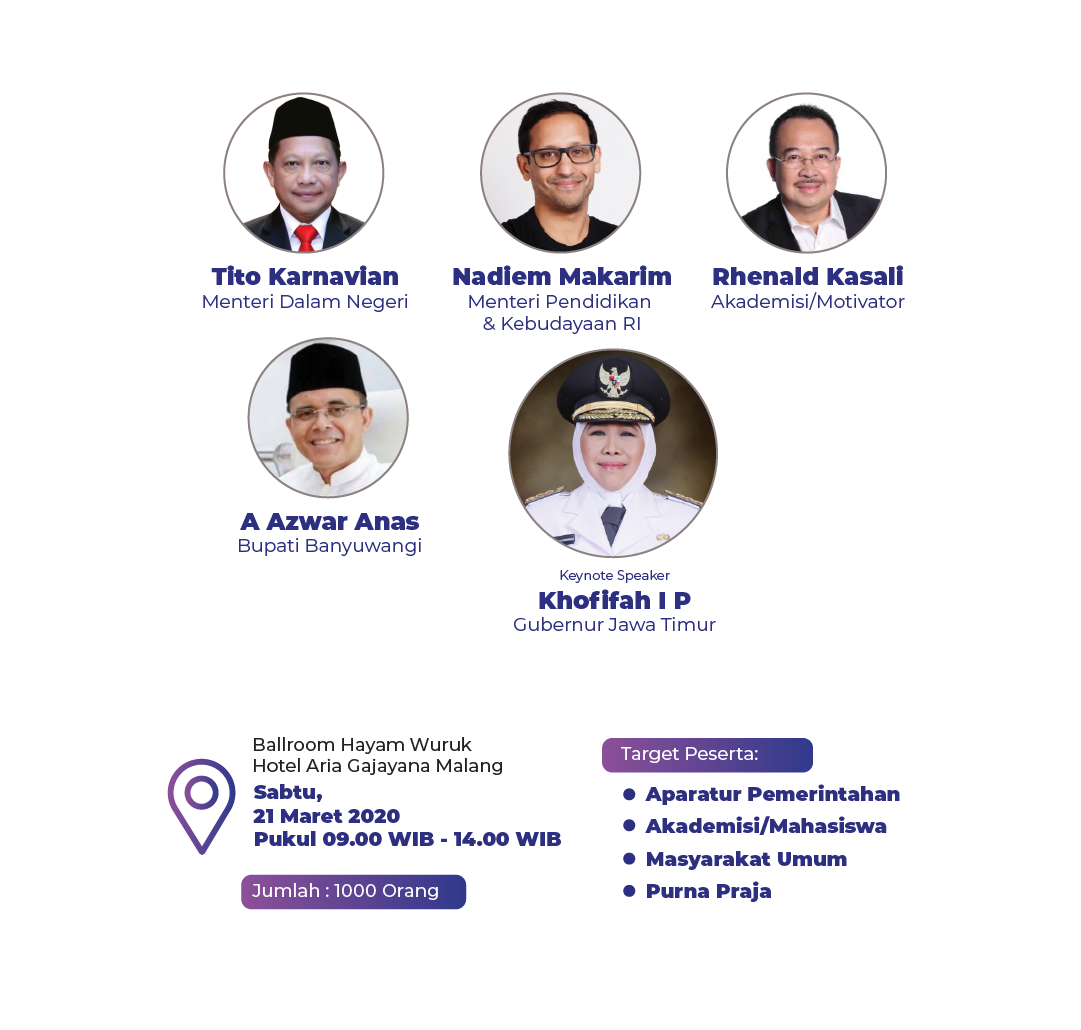 Tito Karnavian
Menteri Dalam Negeri
Nadiem Makarim
Menteri Pendidikan
& Kebudayaan RI
Rhenald Kasali
Akademisi/Motivator
A Azwar Anas
Bupati Banyuwangi
Keynote Speaker
Khofifah I P
Gubernur Jawa Timur
Ballroom Hayam Wuruk
Hotel Aria Gajayana Malang
Sabtu,
21 Maret 2020
Pukul 09.00 WIB - 14.00 WIB
Jumlah : 1000 Orang
Target Peserta:
● Aparatur Pemerintahan
● Akademisi/Mahasiswa
● Masyarakat Umum
● Purna Praja